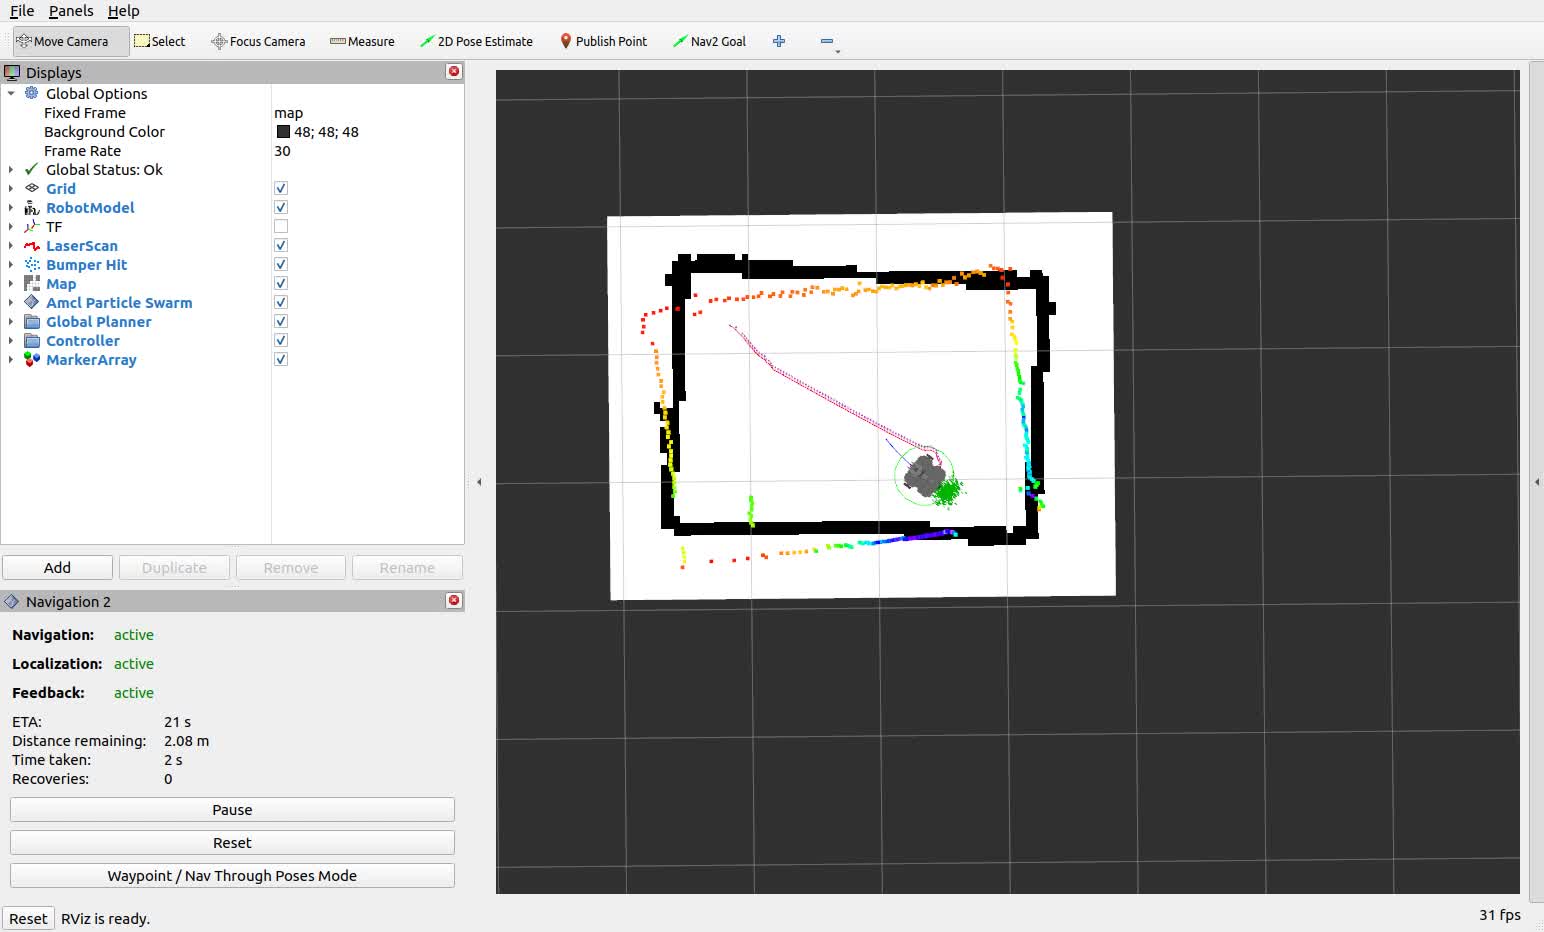 File Panels Help
Move Camera Select Focus Camera Measure 2D Pose Estimate Publish Point Nav2 Goal
Displays
Global Options
Fixed Frame map
Background Color 48; 48; 48
Frame Rate 30
Global Status: Ok
Grid
RobotModel
TF
LaserScan
Bumper Hit
Map
Amcl Particle Swarm
Global Planner
Controller
MarkerArray
Add Duplicate Remove Rename
Navigation 2
Navigation: active
Localization: active
Feedback: active
ETA: 21 s
Distance remaining: 2.08 m
Time taken: 2 s
Recoveries: 0
Pause
Reset
Waypoint / Nav Through Poses Mode
Reset RViz is ready. 31 fps